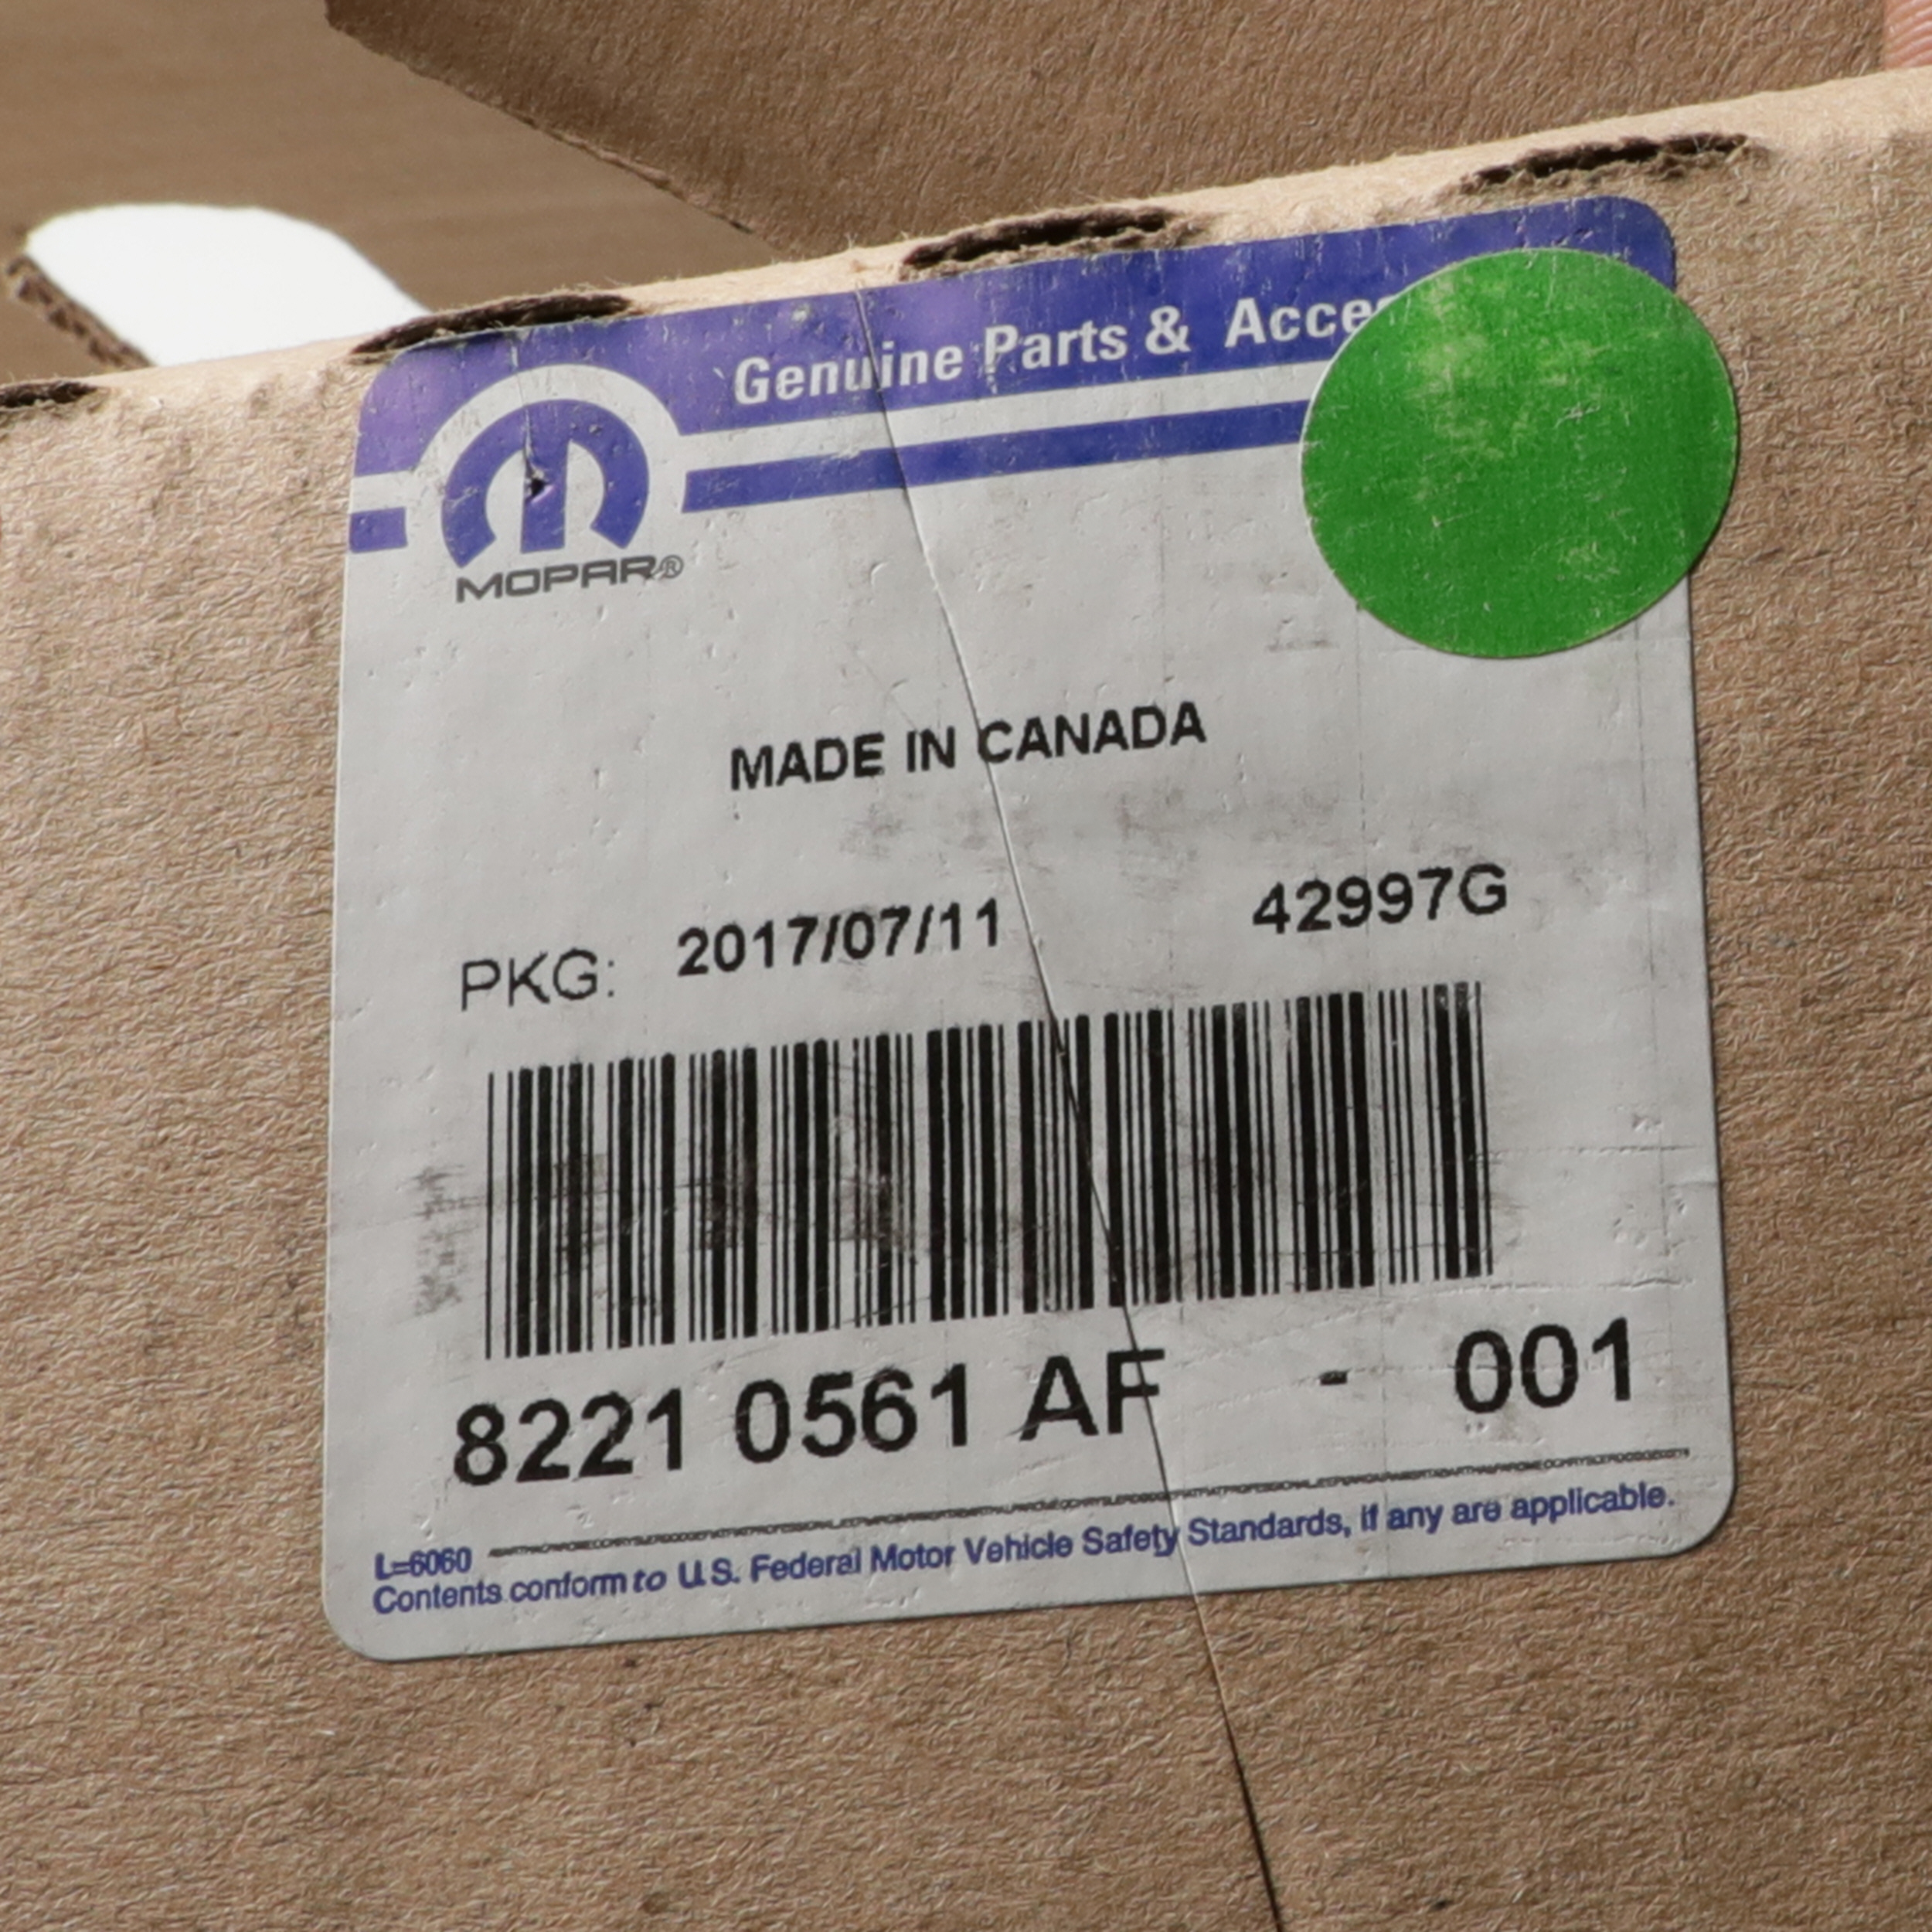 Genuine Parts & Acce
MOPAR®
MADE IN CANADA
PKG: 2017/07/11 42997G
8221 0561 AF - 001
L=6060
Contents conform to U.S. Federal Motor Vehicle Safety Standards, if any are applicable.